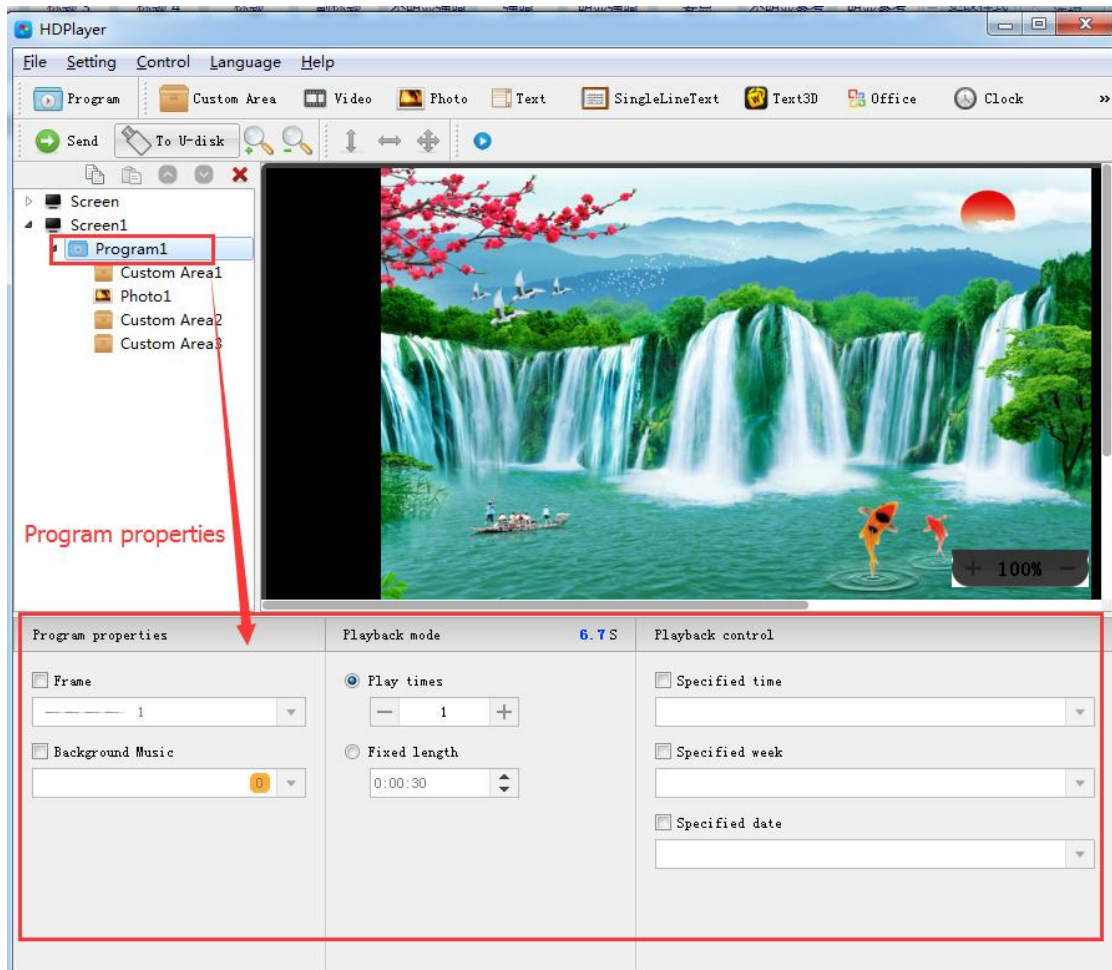 HDPlayer
File Setting Control Language Help
Program Custom Area Video Photo Text SingleLineText Text3D Office Clock »
Send To U-disk
Screen
Screen1
Program1
Custom Area1
Photo1
Custom Area2
Custom Area3
Program properties
+ 100% -
Program properties Playback mode 6.7S Playback control
Frame Play times Specified time
1 - 1 +
Background Music Fixed length Specified week
0 0:00:30
Specified date